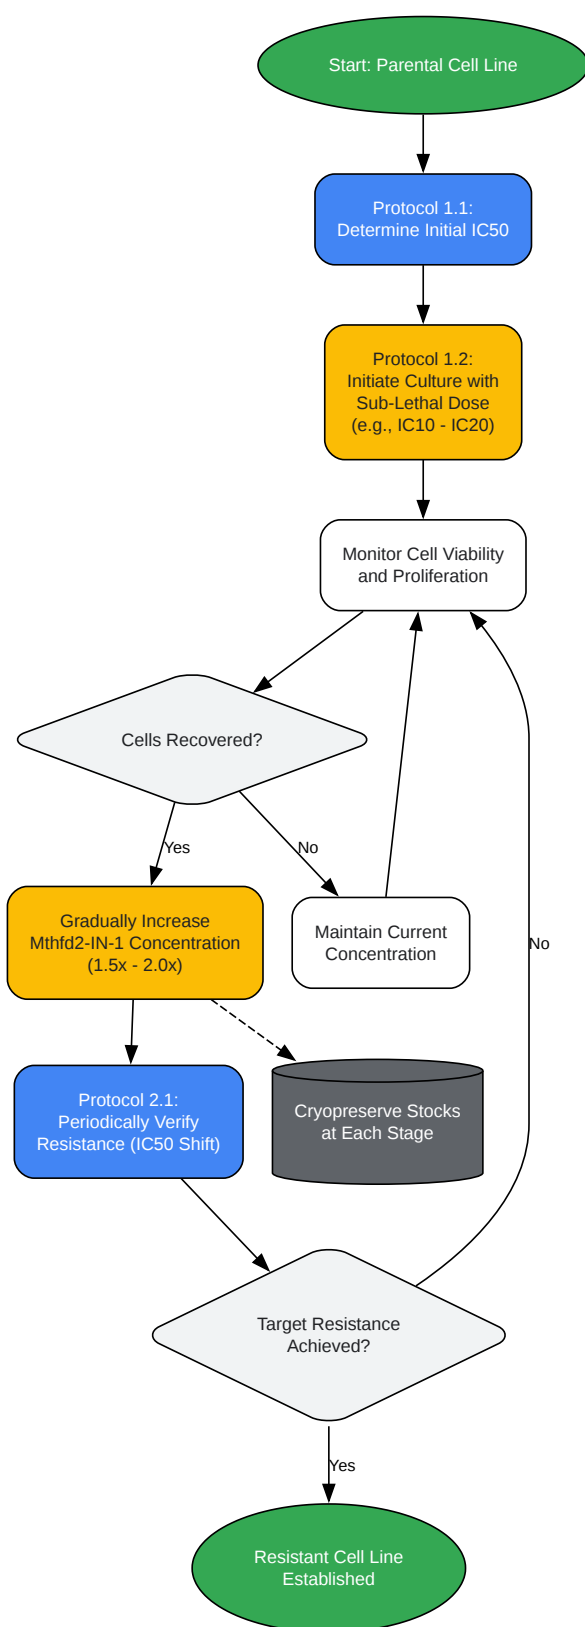 Start: Parental Cell Line
Protocol 1.1:
Determine Initial IC50
Protocol 1.2:
Initiate Culture with
Sub-Lethal Dose
(e.g., IC10 - IC20)
Monitor Cell Viability
and Proliferation
Cells Recovered?
Yes
No
Gradually Increase
Mthfd2-IN-1 Concentration
(1.5x - 2.0x)
Maintain Current
Concentration
No
Protocol 2.1:
Periodically Verify
Resistance (IC50 Shift)
Cryopreserve Stocks
at Each Stage
Target Resistance
Achieved?
Yes
Resistant Cell Line
Established